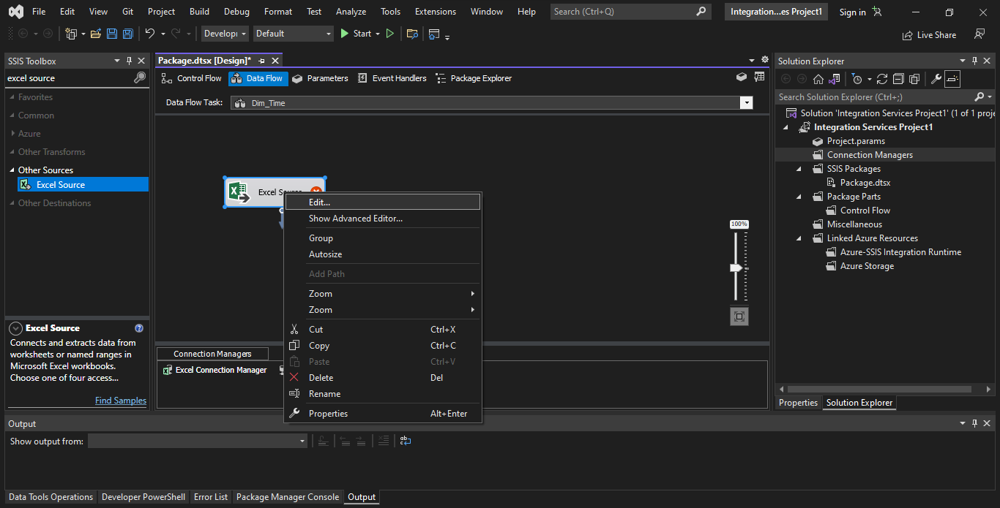 File Edit View Git Project Build Debug Format Test Analyze Tools Extensions Window Help Search (Ctrl+Q) Integration...es Project1 Sign in
Default Start Live Share
SSIS Toolbox
excel source
Favorites
Common
Azure
Other Transforms
Other Sources
Excel Source
Other Destinations
Excel Source
Connects and extracts data from
worksheets or named ranges in
Microsoft Excel workbooks.
Choose one of four access...
Find Samples
Package.dtsx [Design]*
Control Flow Data Flow Parameters Event Handlers Package Explorer
Data Flow Task: Dim_Time
Excel
100%
Edit...
Show Advanced Editor...
Group
Autosize
Add Path
Zoom
Zoom
Cut Ctrl+X
Copy Ctrl+C
Paste Ctrl+V
Delete Del
Rename
Properties Alt+Enter
Connection Managers
Excel Connection Manager
Solution Explorer
Search Solution Explorer (Ctrl+;)
Solution 'Integration Services Project1' (1 of 1 proje
Integration Services Project1
Project.params
Connection Managers
SSIS Packages
Package.dtsx
Package Parts
Control Flow
Miscellaneous
Linked Azure Resources
Azure-SSIS Integration Runtime
Azure Storage
Properties Solution Explorer
Output
Show output from:
Data Tools Operations Developer PowerShell Error List Package Manager Console Output